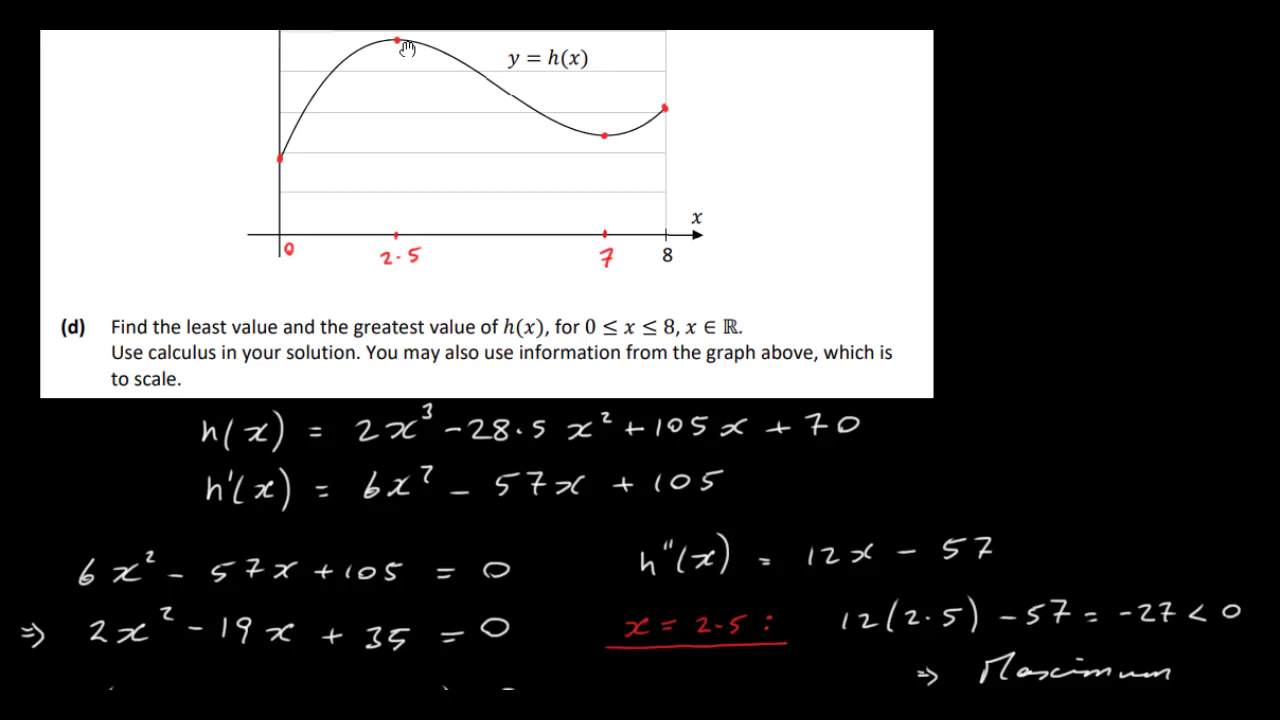 y = h(x)
x
0
2.5
7
8
(d) Find the least value and the greatest value of h(x), for 0 ≤ x ≤ 8, x ∈ ℝ.
Use calculus in your solution. You may also use information from the graph above, which is
to scale.
h(x) = 2x³ - 28.5 x² + 105x + 70
h'(x) = 6x² - 57x + 105
6x² - 57x + 105 = 0
h''(x) = 12x - 57
⇒ 2x² - 19x + 35 = 0
x = 2.5 :
12(2.5) - 57 = -27 < 0
⇒ Maximum